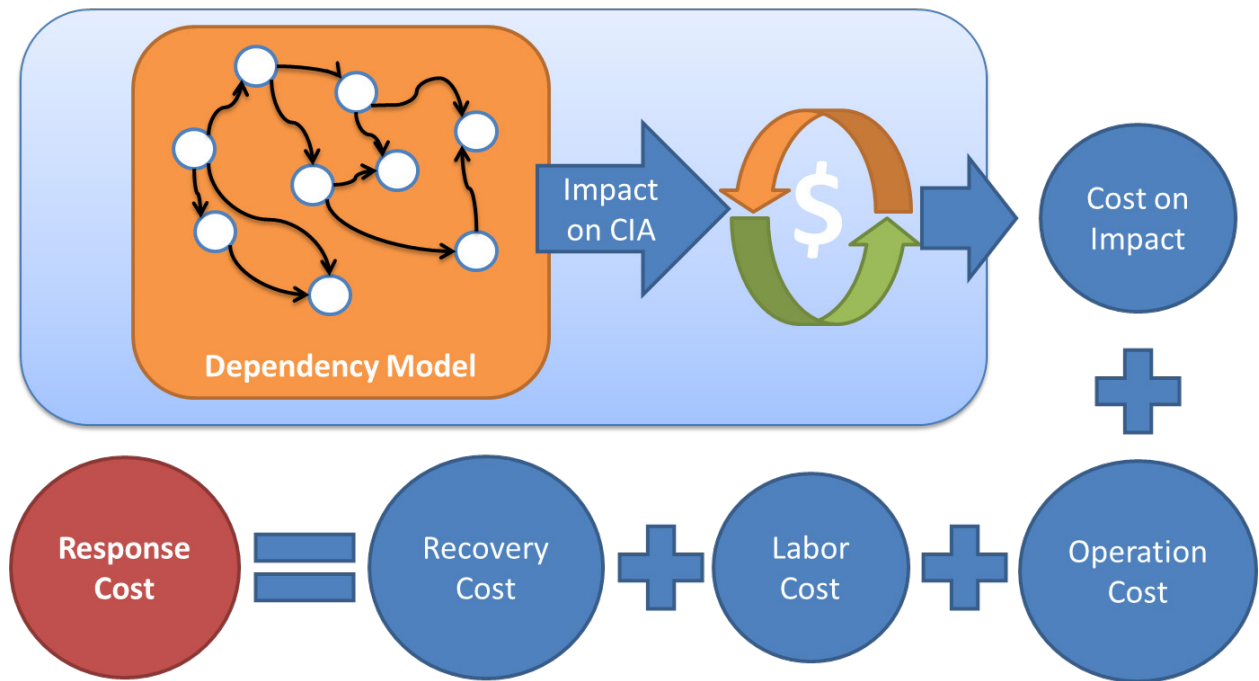 Impact
on CIA
$
Cost on
Impact
Dependency Model
Response
Cost
Recovery
Cost
Labor
Cost
Operation
Cost